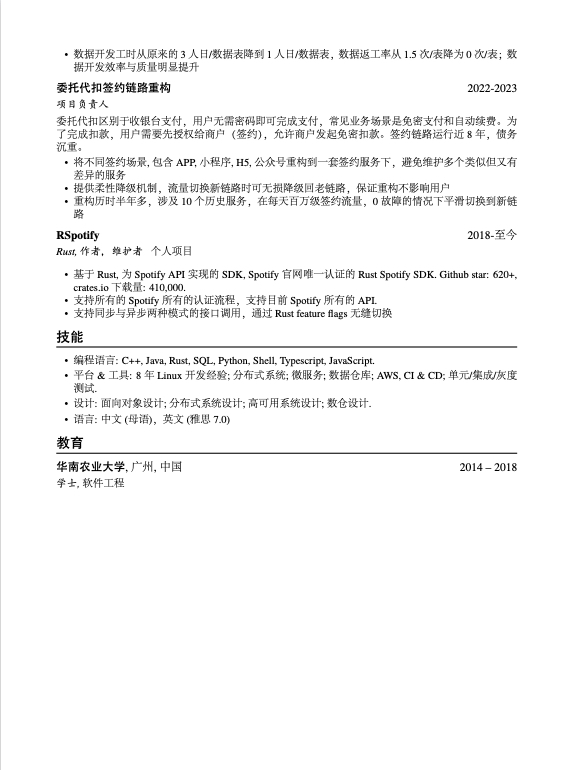 • 数据开发工时从原来的 3 人日/数据表降到 1 人日/数据表，数据返工率从 1.5 次/表降为 0 次/表；数
据开发效率与质量明显提升
委托代扣签约链路重构 2022-2023
项目负责人
委托代扣区别于收银台支付，用户无需密码即可完成支付，常见业务场景是免密支付和自动续费。为
了完成扣款，用户需要先授权给商户（签约），允许商户发起免密扣款。签约链路运行近 8 年，债务
沉重。
• 将不同签约场景, 包含 APP, 小程序, H5, 公众号重构到一套签约服务下，避免维护多个类似但又有
差异的服务
• 提供柔性降级机制，流量切换新链路时可无损降级回老链路，保证重构不影响用户
• 重构历时半年多，涉及 10 个历史服务，在每天百万级签约流量，0 故障的情况下平滑切换到新链
路
RSpotify 2018-至今
Rust, 作者，维护者 个人项目
• 基于 Rust, 为 Spotify API 实现的 SDK, Spotify 官网唯一认证的 Rust Spotify SDK. Github star: 620+,
crates.io 下载量: 410,000.
• 支持所有的 Spotify 所有的认证流程，支持目前 Spotify 所有的 API.
• 支持同步与异步两种模式的接口调用，通过 Rust feature flags 无缝切换
技能
• 编程语言: C++, Java, Rust, SQL, Python, Shell, Typescript, JavaScript.
• 平台 & 工具: 8 年 Linux 开发经验; 分布式系统; 微服务; 数据仓库; AWS, CI & CD; 单元/集成/灰度
测试.
• 设计: 面向对象设计; 分布式系统设计; 高可用系统设计; 数仓设计.
• 语言: 中文 (母语)，英文 (雅思 7.0)
教育
华南农业大学, 广州, 中国 2014 – 2018
学士, 软件工程